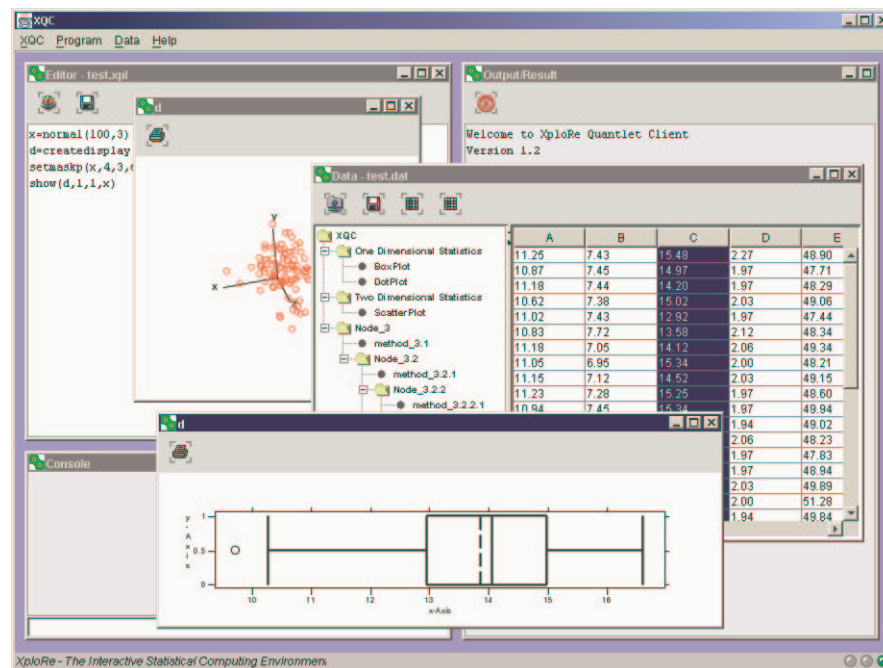 XQC
XQC Program Data Help
Editor - test.xpl
x=normal(100,3)
d=createdisplay
setmaskp(x,4,3,
show(d,1,1,x)
d
y
x
Output/Result
Welcome to XploRe Quantlet Client
Version 1.2
Data - test.dat
XQC
One Dimensional Statistics
BoxPlot
DotPlot
Two Dimensional Statistics
ScatterPlot
Node_3
method_3.1
Node_3.2
method_3.2.1
Node_3.2.2
method_3.2.2.1
A B C D E
11.25 7.43 15.48 2.27 48.90
10.87 7.45 14.97 1.97 47.71
11.18 7.44 14.20 1.97 48.29
10.62 7.38 15.02 2.03 49.06
11.02 7.43 12.92 1.97 47.44
10.83 7.72 13.58 2.12 48.34
11.18 7.05 14.12 2.06 49.34
11.05 6.95 15.34 2.00 48.21
11.15 7.12 14.52 2.03 49.15
11.23 7.28 15.25 1.97 48.60
10.94 7.45 15.34 1.97 49.94
1.94 49.02
2.06 48.23
1.97 47.83
1.97 48.94
2.03 49.89
2.00 51.28
1.94 49.84
Console
d
y-Axis
1
0.5
0
10 11 12 13 14 15 16
x-Axis
XploRe - The Interactive Statistical Computing Environmen